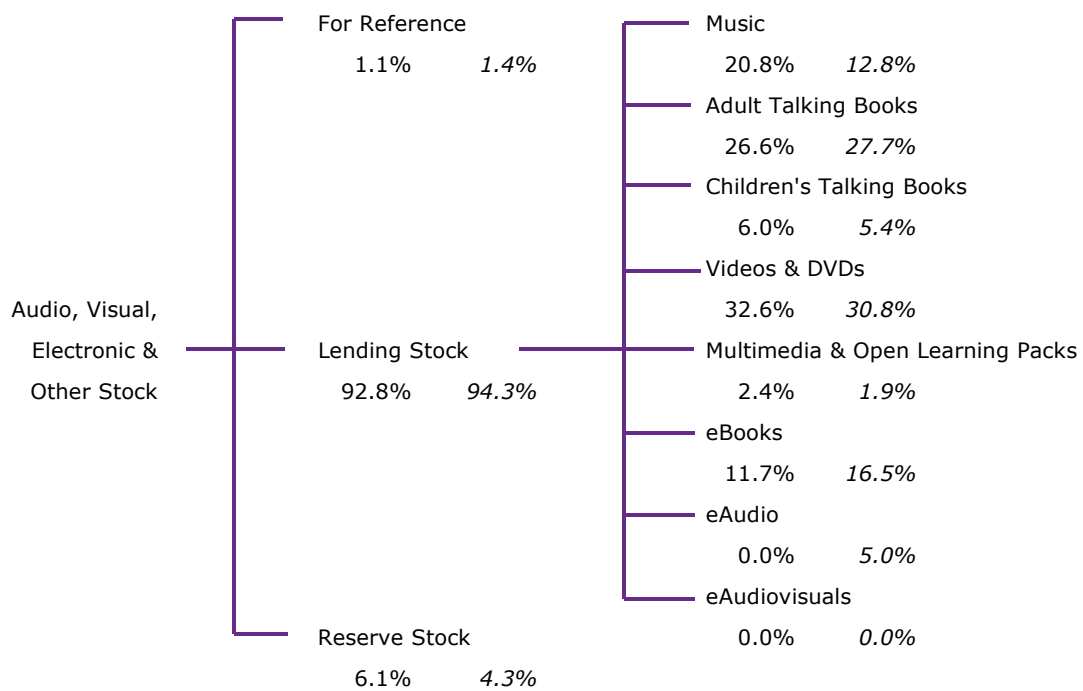 For Reference
1.1% 1.4%
Music
20.8% 12.8%
Adult Talking Books
26.6% 27.7%
Children's Talking Books
6.0% 5.4%
Videos & DVDs
32.6% 30.8%
Audio, Visual,
Electronic &
Other Stock
Lending Stock
92.8% 94.3%
Multimedia & Open Learning Packs
2.4% 1.9%
eBooks
11.7% 16.5%
eAudio
0.0% 5.0%
eAudiovisuals
0.0% 0.0%
Reserve Stock
6.1% 4.3%